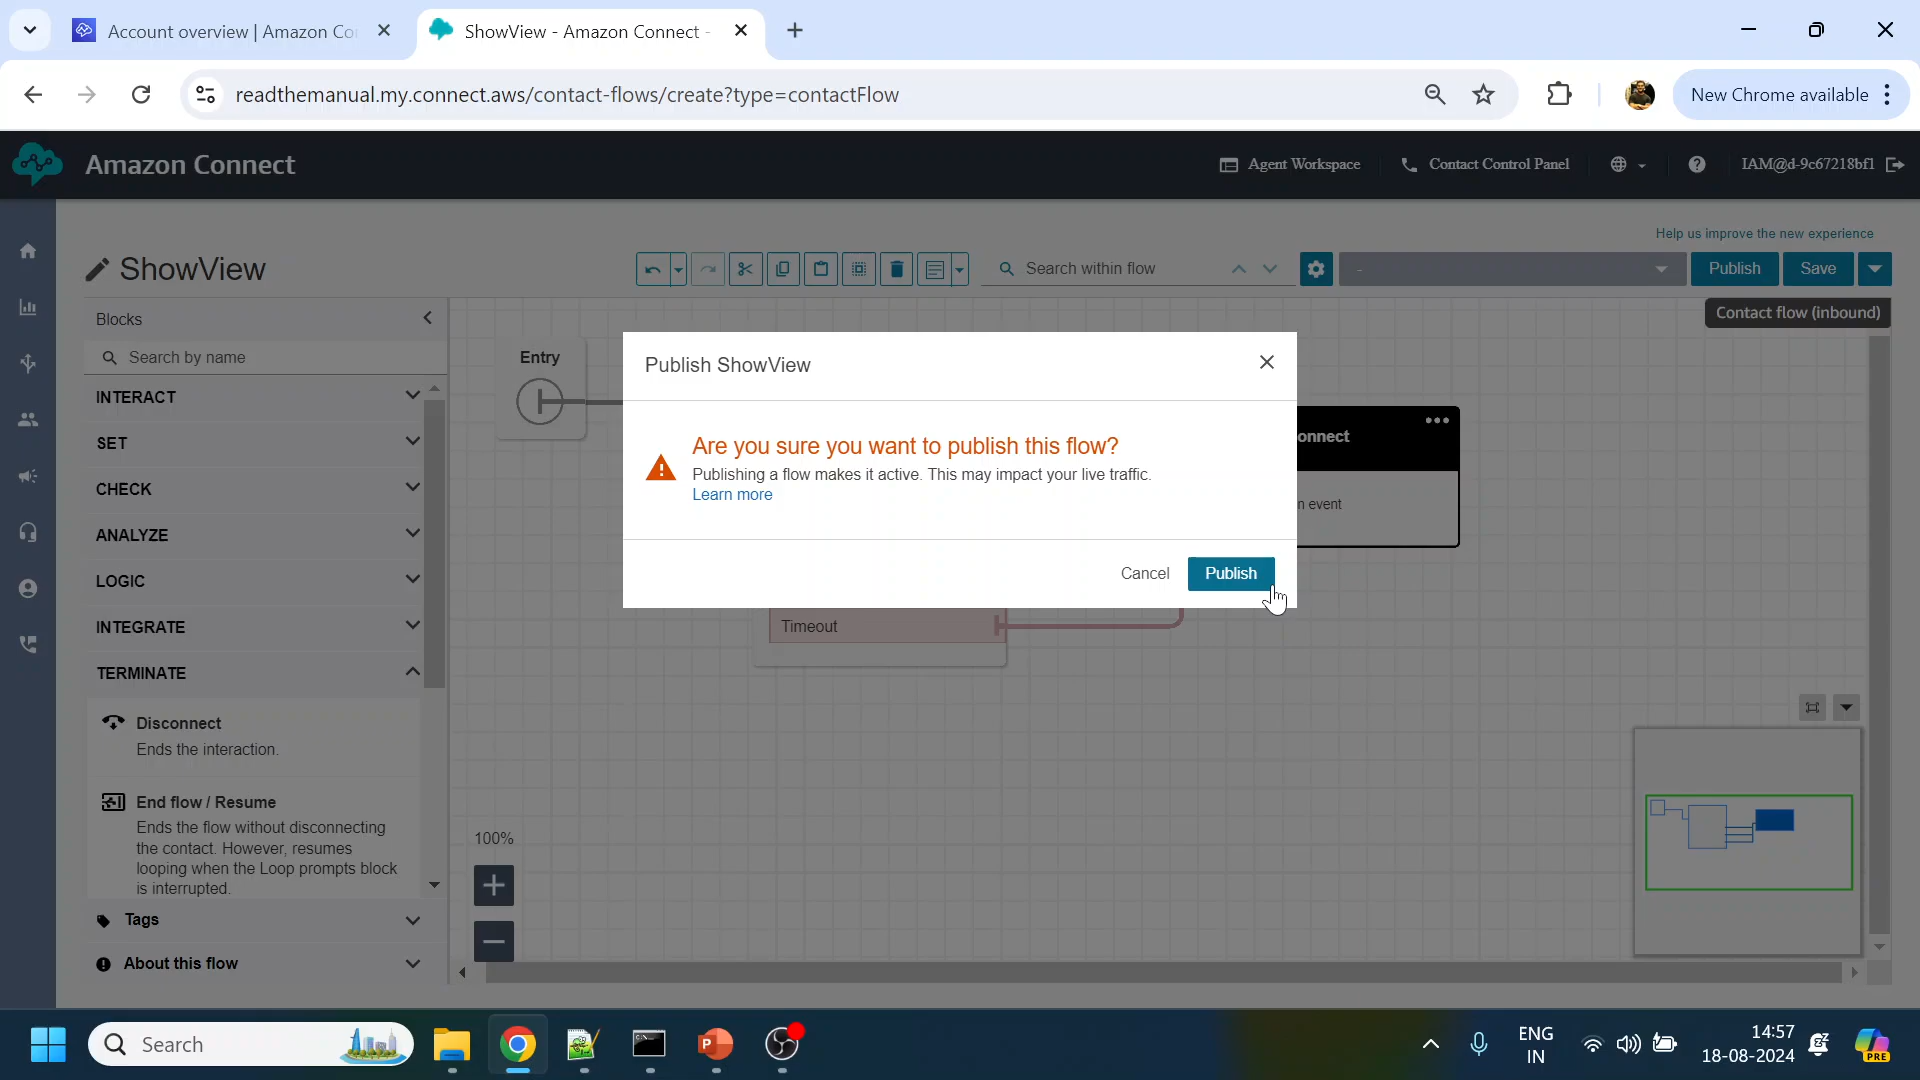 Account overview | Amazon Co
ShowView - Amazon Connect -
readthemanual.my.connect.aws/contact-flows/create?type=contactFlow
New Chrome available
Amazon Connect
Agent Workspace
Contact Control Panel
IAM@d-9c67218bf1
Help us improve the new experience
ShowView
Search within flow
-
Publish
Save
Contact flow (inbound)
Blocks
Search by name
INTERACT
SET
CHECK
ANALYZE
LOGIC
INTEGRATE
TERMINATE
Disconnect
Ends the interaction.
End flow / Resume
Ends the flow without disconnecting
the contact. However, resumes
looping when the Loop prompts block
is interrupted.
Tags
About this flow
Entry
Publish ShowView
Are you sure you want to publish this flow?
Publishing a flow makes it active. This may impact your live traffic.
Learn more
Cancel
Publish
onnect
n event
Timeout
100%
Search
ENG
IN
14:57
18-08-2024
PRE